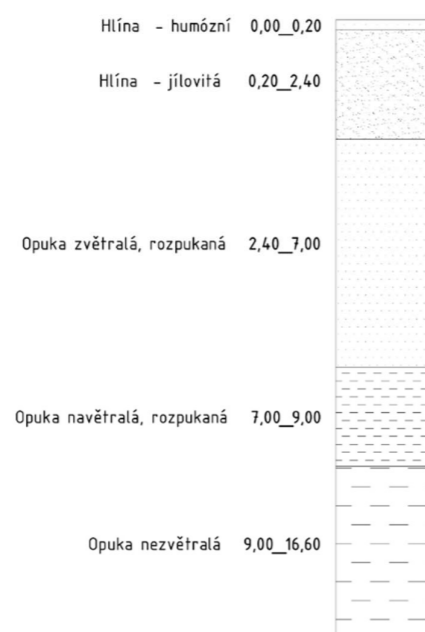 Hlína - humózní 0,00_0,20
Hlína - jílovitá 0,20_2,40
Opuka zvětralá, rozpukaná 2,40_7,00
Opuka navětralá, rozpukaná 7,00_9,00
Opuka nezvětralá 9,00_16,60